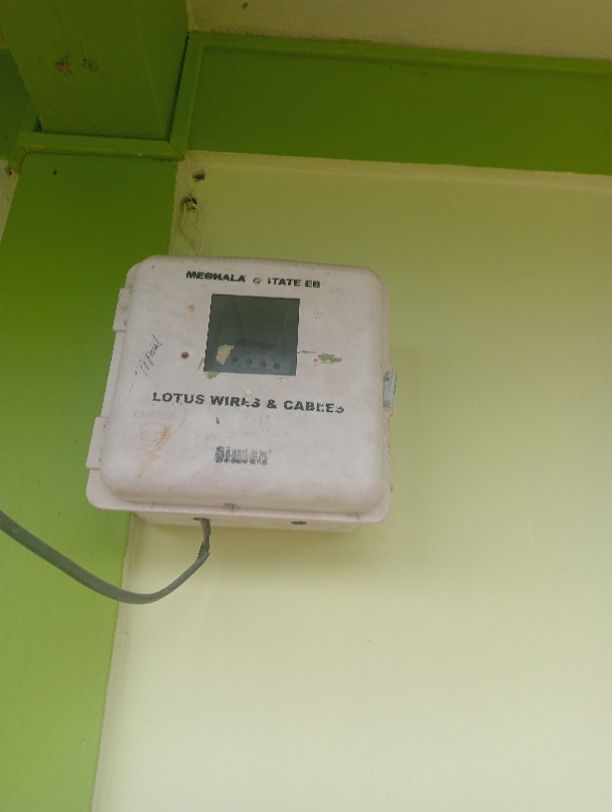 MEGHALA STATE EB
LOTUS WIRES & CABLES